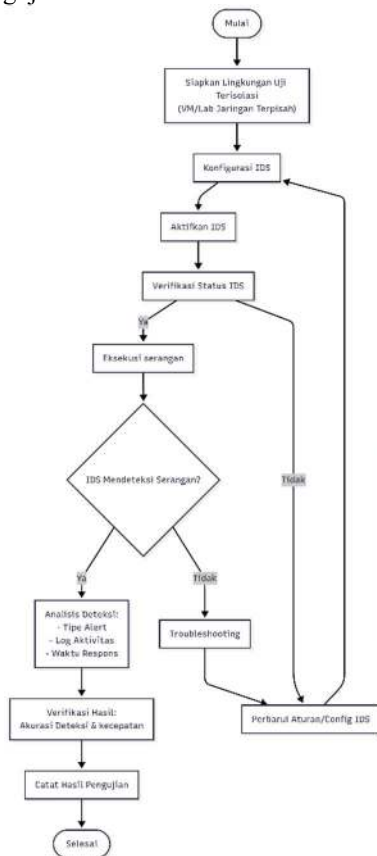 Mulai
Siapkan Lingkungan Uji
Terisolasi
(VM/Lab Jaringan Terpisah)
Konfigurasi IDS
Aktifkan IDS
Verifikasi Status IDS
Ya
Eksekusi serangan
IDS Mendeteksi Serangan?
Tidak
Ya
Tidak
Analisis Deteksi:
- Tipe Alert
- Log Aktivitas
- Waktu Respons
Troubleshooting
Verifikasi Hasil:
Akurasi Deteksi & kecepatan
Perbarui Aturan/Config IDS
Catat Hasil Pengujian
Selesai